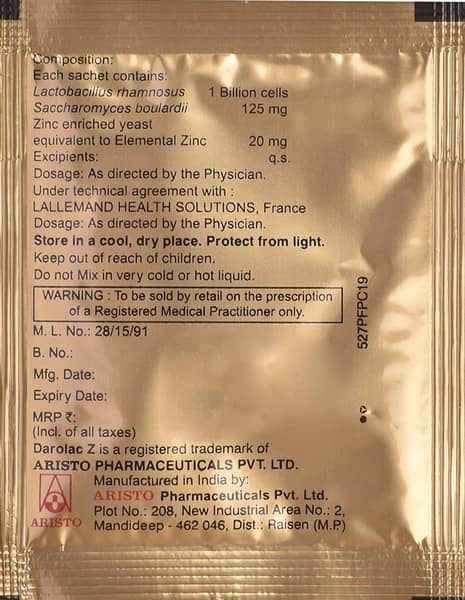 Composition:
Each sachet contains:
Lactobacillus rhamnosus 1 Billion cells
Saccharomyces boulardii 125 mg
Zinc enriched yeast
equivalent to Elemental Zinc 20 mg
Excipients: q.s.
Dosage: As directed by the Physician.
Under technical agreement with :
LALLEMAND HEALTH SOLUTIONS, France
Dosage: As directed by the Physician.
Store in a cool, dry place. Protect from light.
Keep out of reach of children.
Do not Mix in very cold or hot liquid.
WARNING : To be sold by retail on the prescription
of a Registered Medical Practitioner only.
M. L. No.: 28/15/91
B. No.:
Mfg. Date:
Expiry Date:
MRP ₹:
(Incl. of all taxes)
Darolac Z is a registered trademark of
ARISTO PHARMACEUTICALS PVT. LTD.
Manufactured in India by:
ARISTO Pharmaceuticals Pvt. Ltd.
Plot No.: 208, New Industrial Area No.: 2,
Mandideep - 462 046, Dist.: Raisen (M.P.)
ARISTO
527PFPC19